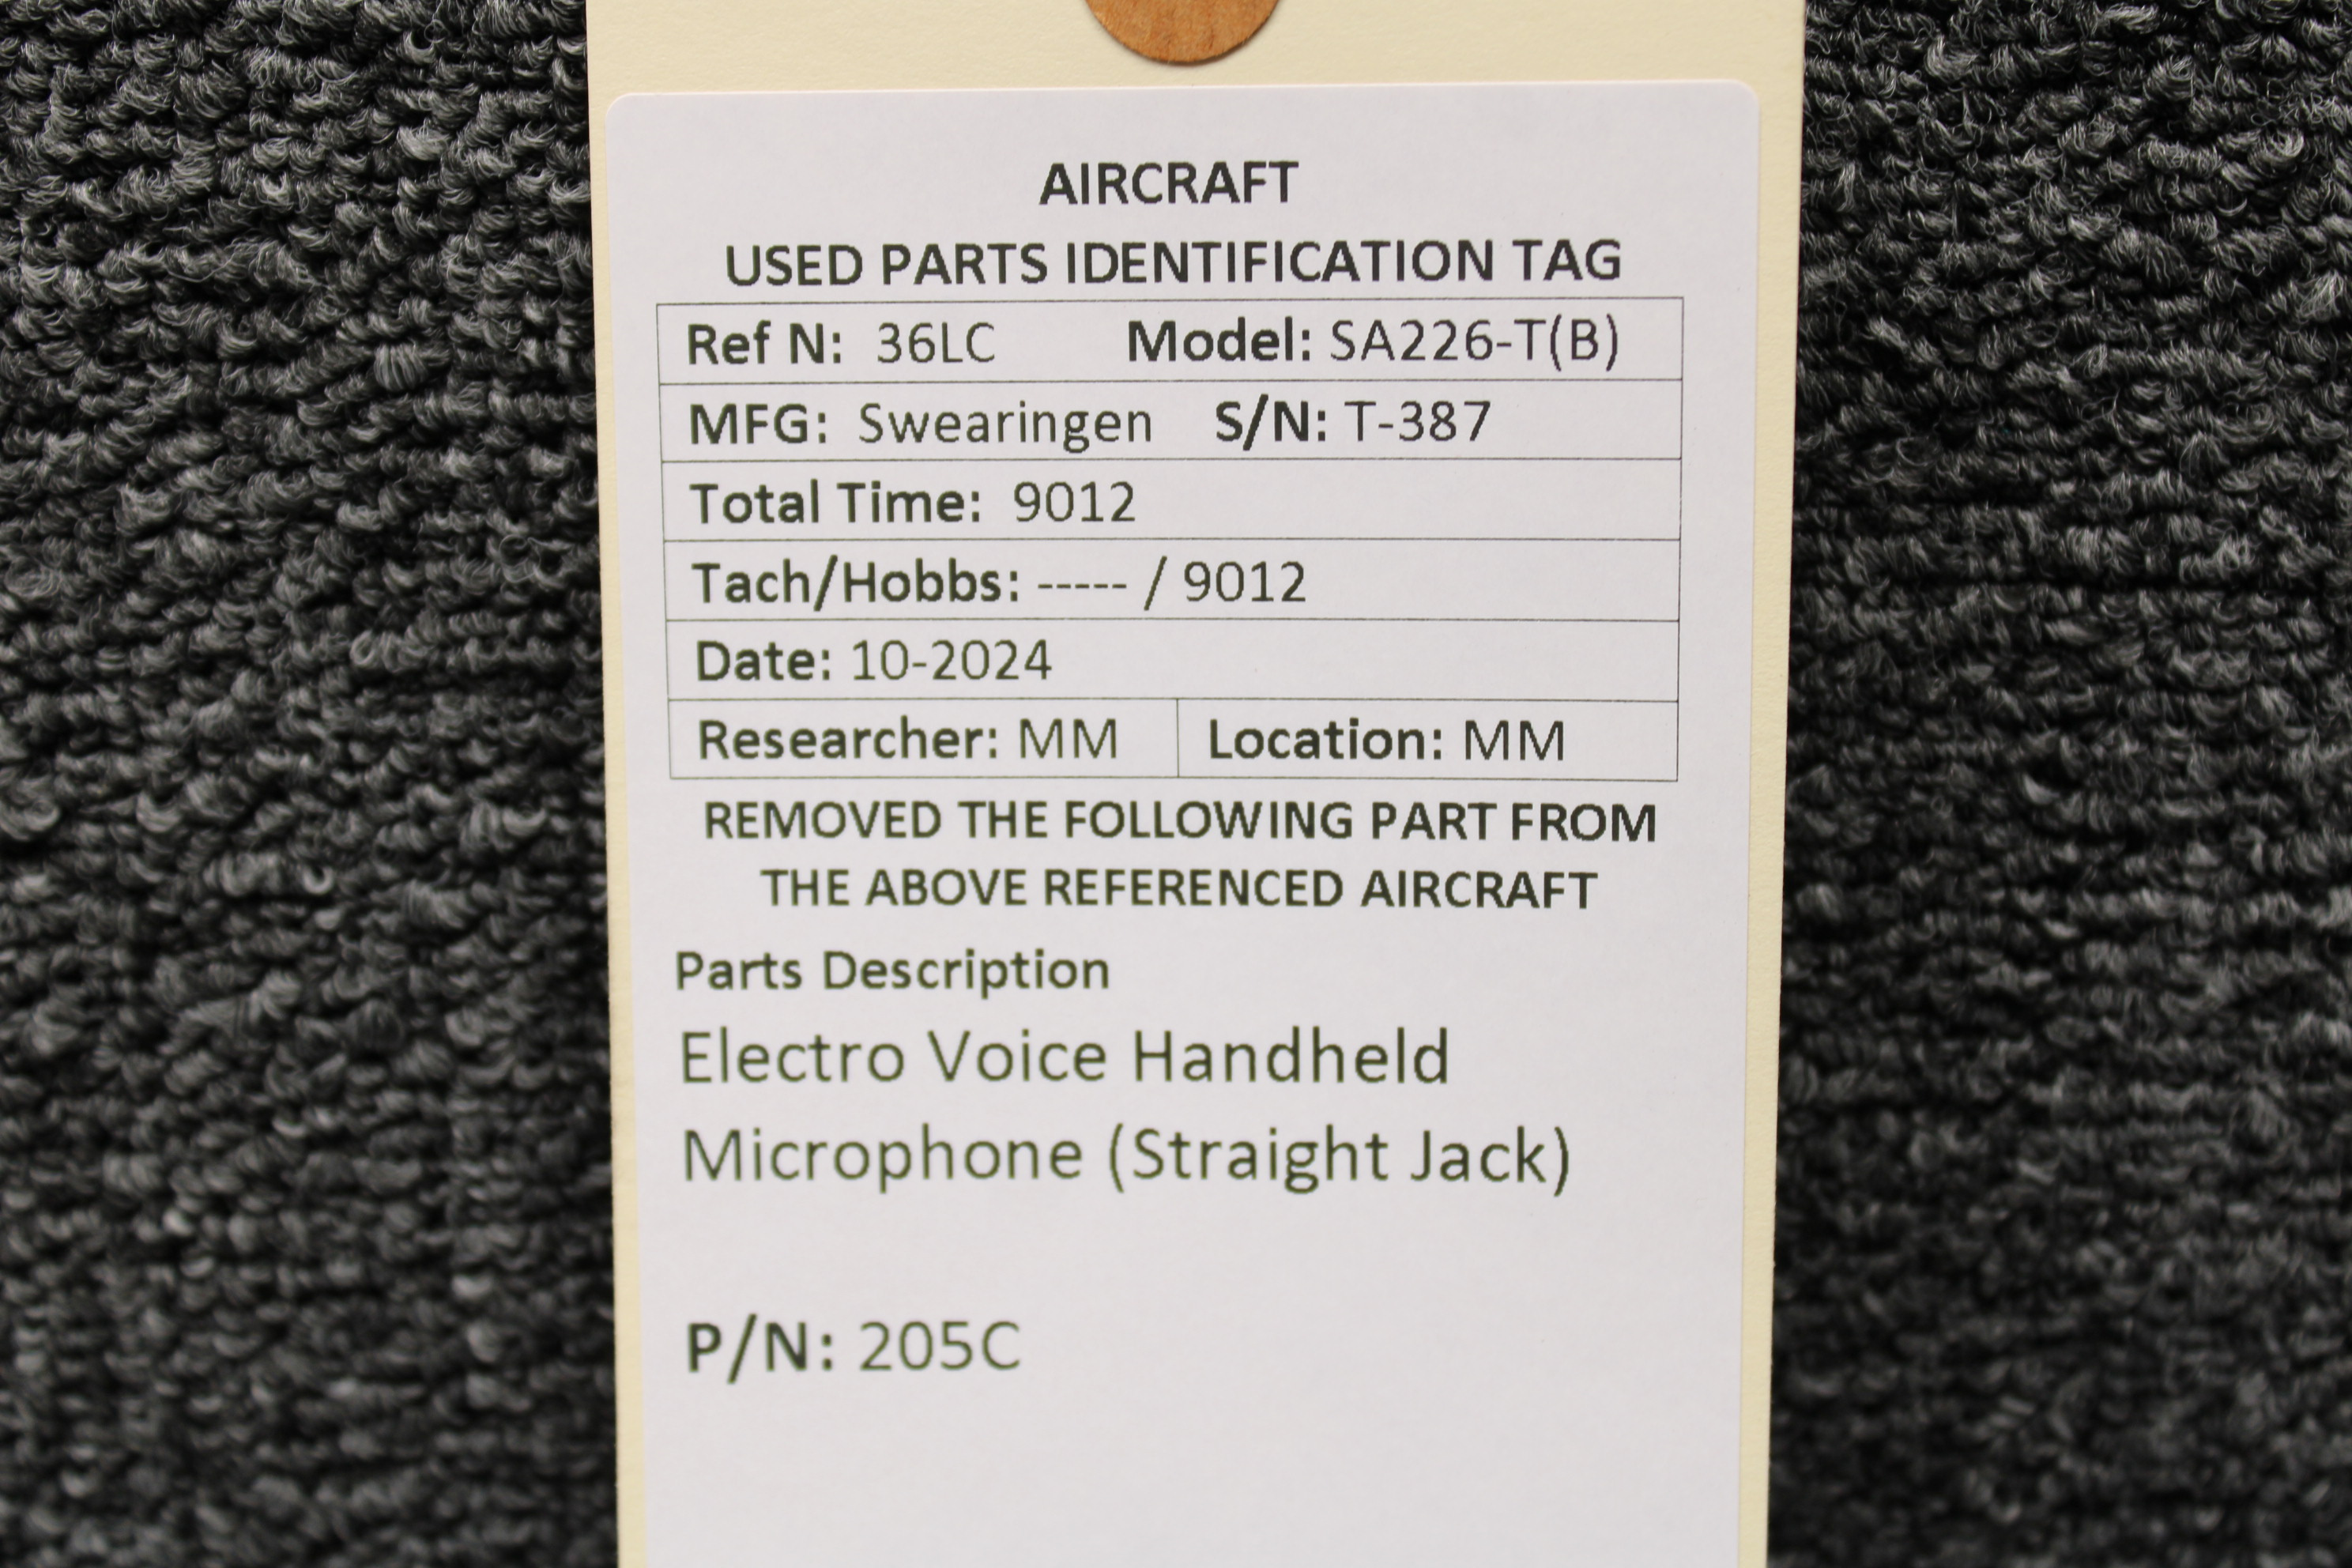 AIRCRAFT
USED PARTS IDENTIFICATION TAG
Ref N: 36LC Model: SA226-T(B)
MFG: Swearingen S/N: T-387
Total Time: 9012
Tach/Hobbs: ----- / 9012
Date: 10-2024
Researcher: MM Location: MM
REMOVED THE FOLLOWING PART FROM
THE ABOVE REFERENCED AIRCRAFT
Parts Description
Electro Voice Handheld
Microphone (Straight Jack)
P/N: 205C